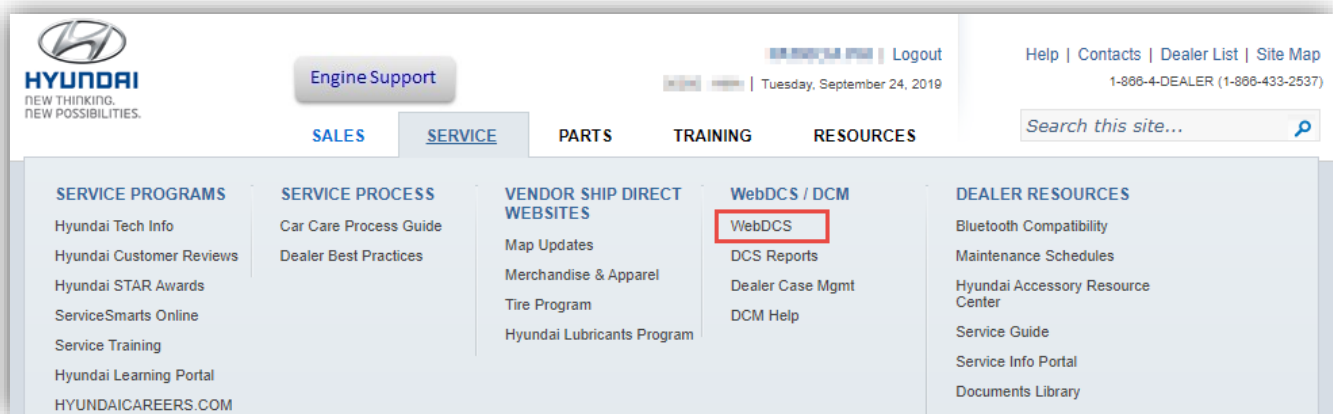 HYUNDAI
NEW THINKING.
NEW POSSIBILITIES.
Engine Support
| Logout
| Tuesday, September 24, 2019
Help | Contacts | Dealer List | Site Map
1-866-4-DEALER (1-866-433-2537)
Search this site...
SALES SERVICE PARTS TRAINING RESOURCES
SERVICE PROGRAMS
Hyundai Tech Info
Hyundai Customer Reviews
Hyundai STAR Awards
ServiceSmarts Online
Service Training
Hyundai Learning Portal
HYUNDAICAREERS.COM
SERVICE PROCESS
Car Care Process Guide
Dealer Best Practices
VENDOR SHIP DIRECT
WEBSITES
Map Updates
Merchandise & Apparel
Tire Program
Hyundai Lubricants Program
WebDCS / DCM
WebDCS
DCS Reports
Dealer Case Mgmt
DCM Help
DEALER RESOURCES
Bluetooth Compatibility
Maintenance Schedules
Hyundai Accessory Resource
Center
Service Guide
Service Info Portal
Documents Library